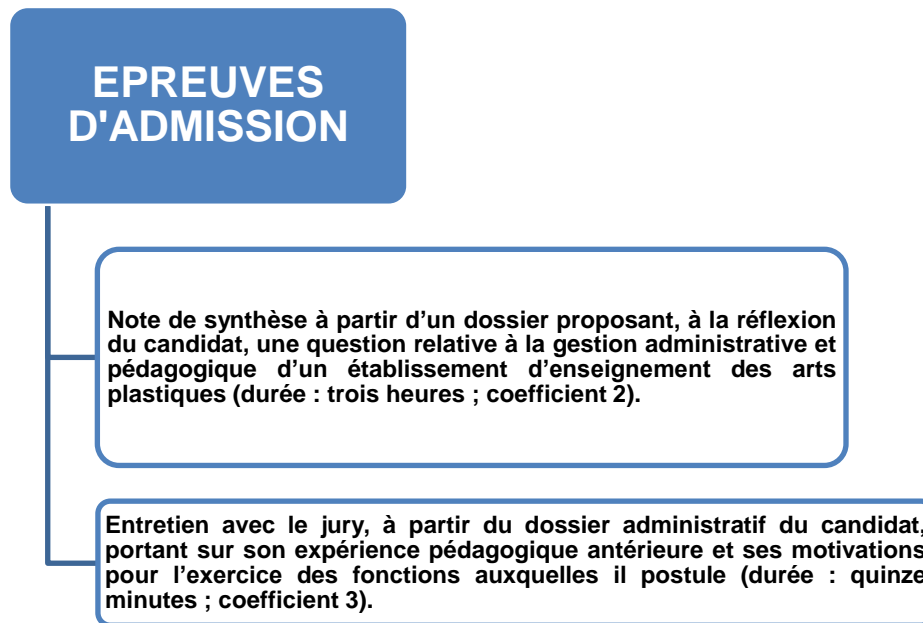 EPREUVES
D'ADMISSION
Note de synthèse à partir d’un dossier proposant, à la réflexion
du candidat, une question relative à la gestion administrative et
pédagogique d’un établissement d’enseignement des arts
plastiques (durée : trois heures ; coefficient 2).
Entretien avec le jury, à partir du dossier administratif du candidat,
portant sur son expérience pédagogique antérieure et ses motivations
pour l’exercice des fonctions auxquelles il postule (durée : quinze
minutes ; coefficient 3).